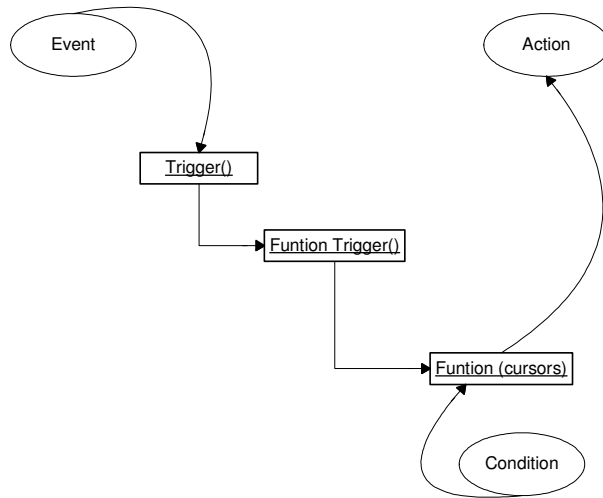 Event
Action
Trigger()
Funtion Trigger()
Funtion (cursors)
Condition